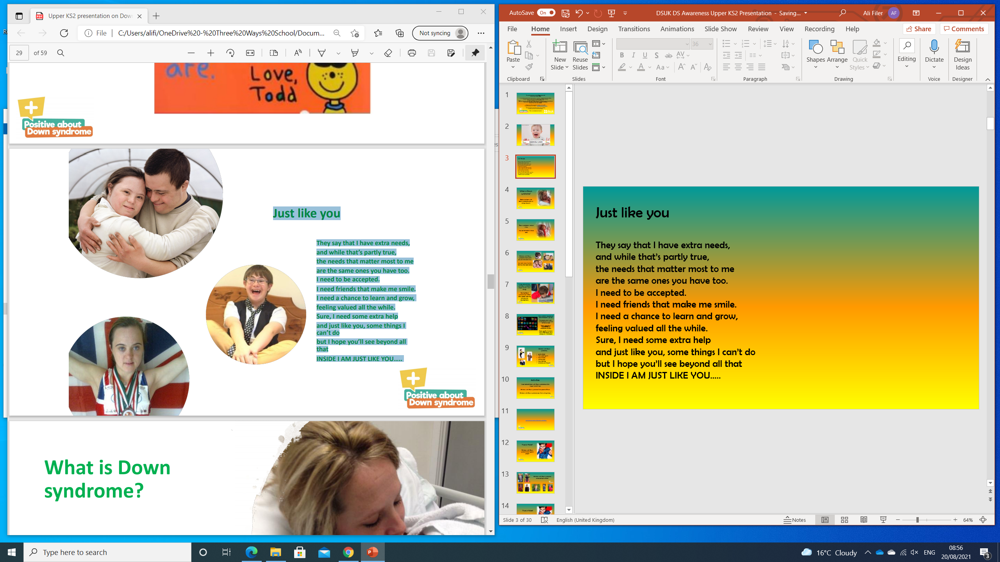 Upper KS2 presentation on Dow
File
C:/Users/alifi/OneDrive%20-%20Three%20Ways%20School/Docum...
Not syncing
29
of 59
are.
Love,
Todd
Positive about
Down syndrome
Just like you
They say that I have extra needs,
and while that's partly true,
the needs that matter most to me
are the same ones you have too.
I need to be accepted.
I need friends that make me smile.
I need a chance to learn and grow,
feeling valued all the while.
Sure, I need some extra help
and just like you, some things I
can't do
but I hope you'll see beyond all
that
INSIDE I AM JUST LIKE YOU.....
Positive about
Down syndrome
What is Down
syndrome?
AutoSave
On
DSUK DS Awareness Upper KS2 Presentation - Saving...
Ali Filer
AF
File
Home
Insert
Design
Transitions
Animations
Slide Show
Review
View
Recording
Help
Share
Comments
Paste
New
Slide
Reuse
Slides
36
Shapes
Arrange
Quick
Styles
Editing
Dictate
Design
Ideas
Clipboard
Slides
Font
Paragraph
Drawing
Voice
Designer
1
2
3
4
What is Down
syndrome?
5
6
7
8
9
10
Activities
11
12
True or False?
13
14
True or False?
Just like you
They say that I have extra needs,
and while that's partly true,
the needs that matter most to me
are the same ones you have too.
I need to be accepted.
I need friends that make me smile.
I need a chance to learn and grow,
feeling valued all the while.
Sure, I need some extra help
and just like you, some things I can't do
but I hope you'll see beyond all that
INSIDE I AM JUST LIKE YOU.....
Slide 3 of 30
English (United Kingdom)
Notes
64%
Type here to search
16°C Cloudy
ENG
08:56
20/08/2021
3